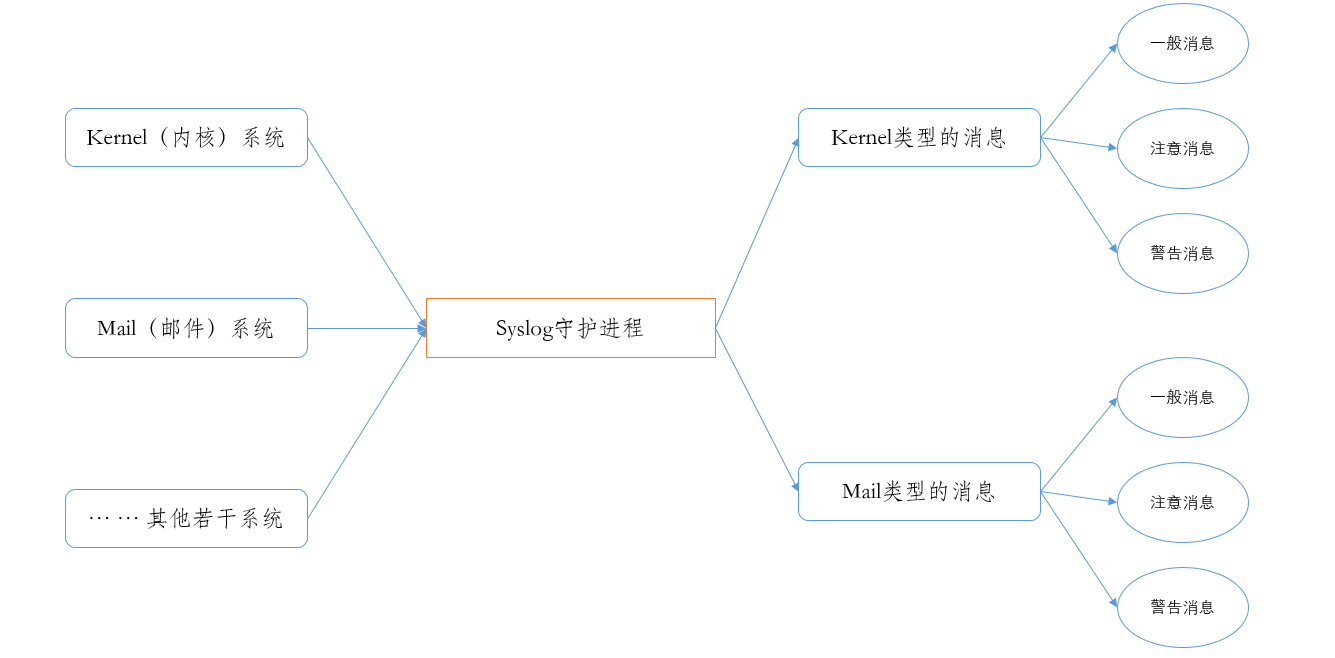 Kernel（内核）系统
Mail（邮件）系统
… … 其他若干系统
Syslog守护进程
Kernel类型的消息
一般消息
注意消息
警告消息
Mail类型的消息
一般消息
注意消息
警告消息